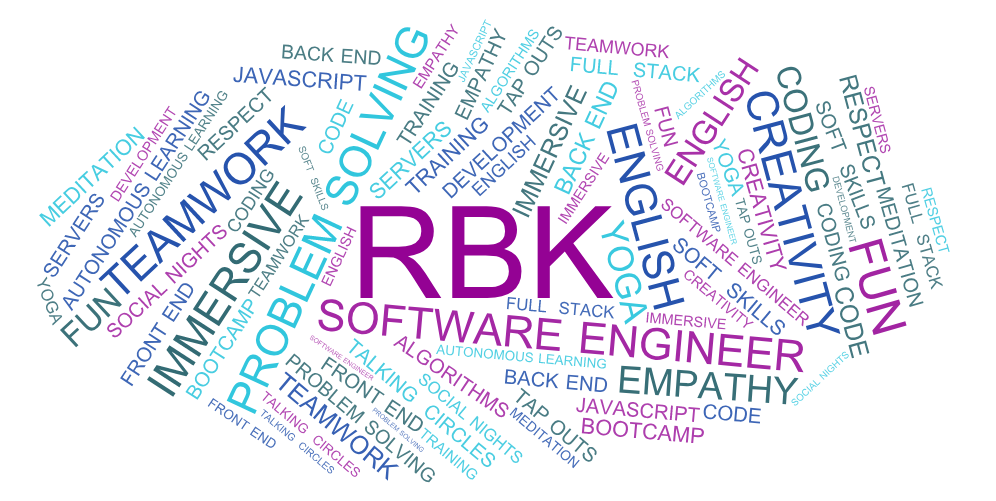 BACK END
JAVASCRIPT
PROBLEM SOLVING
EMPATHY
JAVASCRIPT
EMPATHY
ALGORITHMS
TAP OUTS
TEAMWORK
FULL STACK
ALGORITHMS
ENGLISH
CODING
RESPECT
SERVERS
MEDITATION
DEVELOPMENT
AUTONOMOUS LEARNING
AUTONOMOUS LEARNING
RESPECT
CODE
TRAINING
SERVERS
TRAINING
DEVELOPMENT
ENGLISH
IMMERSIVE
BACK END
IMMERSIVE
PROBLEM SOLVING
FUN
ENGLISH
YOGA
SOFTWARE ENGINEER
BOOTCAMP
TAP OUTS
CREATIVITY
CREATIVITY
SOFT SKILLS
DEVELOPMENT
CODING
MEDITATION
FULL STACK
RESPECT
YOGA
SERVERS
FUN
TEAMWORK
SOCIAL NIGHTS
CODING
SOFT SKILLS
FRONT END
IMMERSIVE
BOOTCAMP
TEAMWORK
ENGLISH
RBK
YOGA
SOFTWARE ENGINEER
SOFT SKILLS
CREATIVITY
CODE
FUN
FULL STACK
IMMERSIVE
SOFTWARE ENGINEER
SOFTWARE ENGINEER
TALKING CIRCLES
ALGORITHMS
AUTONOMOUS LEARNING
BACK END
EMPATHY
SOCIAL NIGHTS
PROBLEM SOLVING
FRONT END
SOCIAL NIGHTS
TAP OUTS
MEDITATION
JAVASCRIPT
CODE
BOOTCAMP
TEAMWORK
TALKING CIRCLES
PROBLEM SOLVING
TRAINING
FRONT END
TALKING CIRCLES